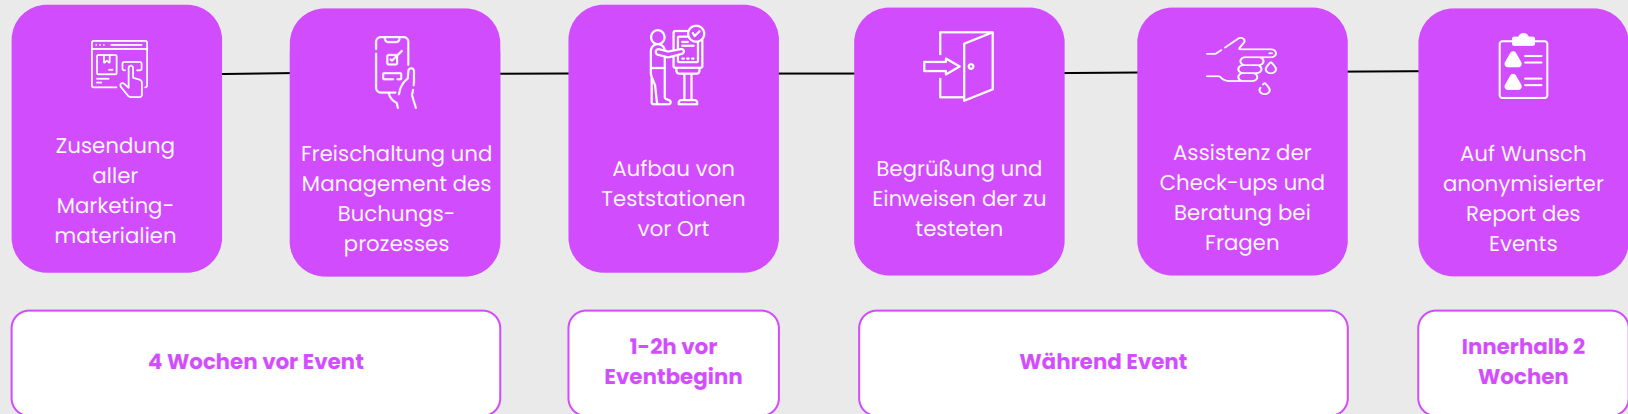 Zusendung
aller
Marketing-
materialien
Freischaltung und
Management des
Buchungs-
prozesses
Aufbau von
Teststationen
vor Ort
Begrüßung und
Einweisen der zu
testeten
Assistenz der
Check-ups und
Beratung bei
Fragen
Auf Wunsch
anonymisierter
Report des
Events
4 Wochen vor Event
1-2h vor
Eventbeginn
Während Event
Innerhalb 2
Wochen